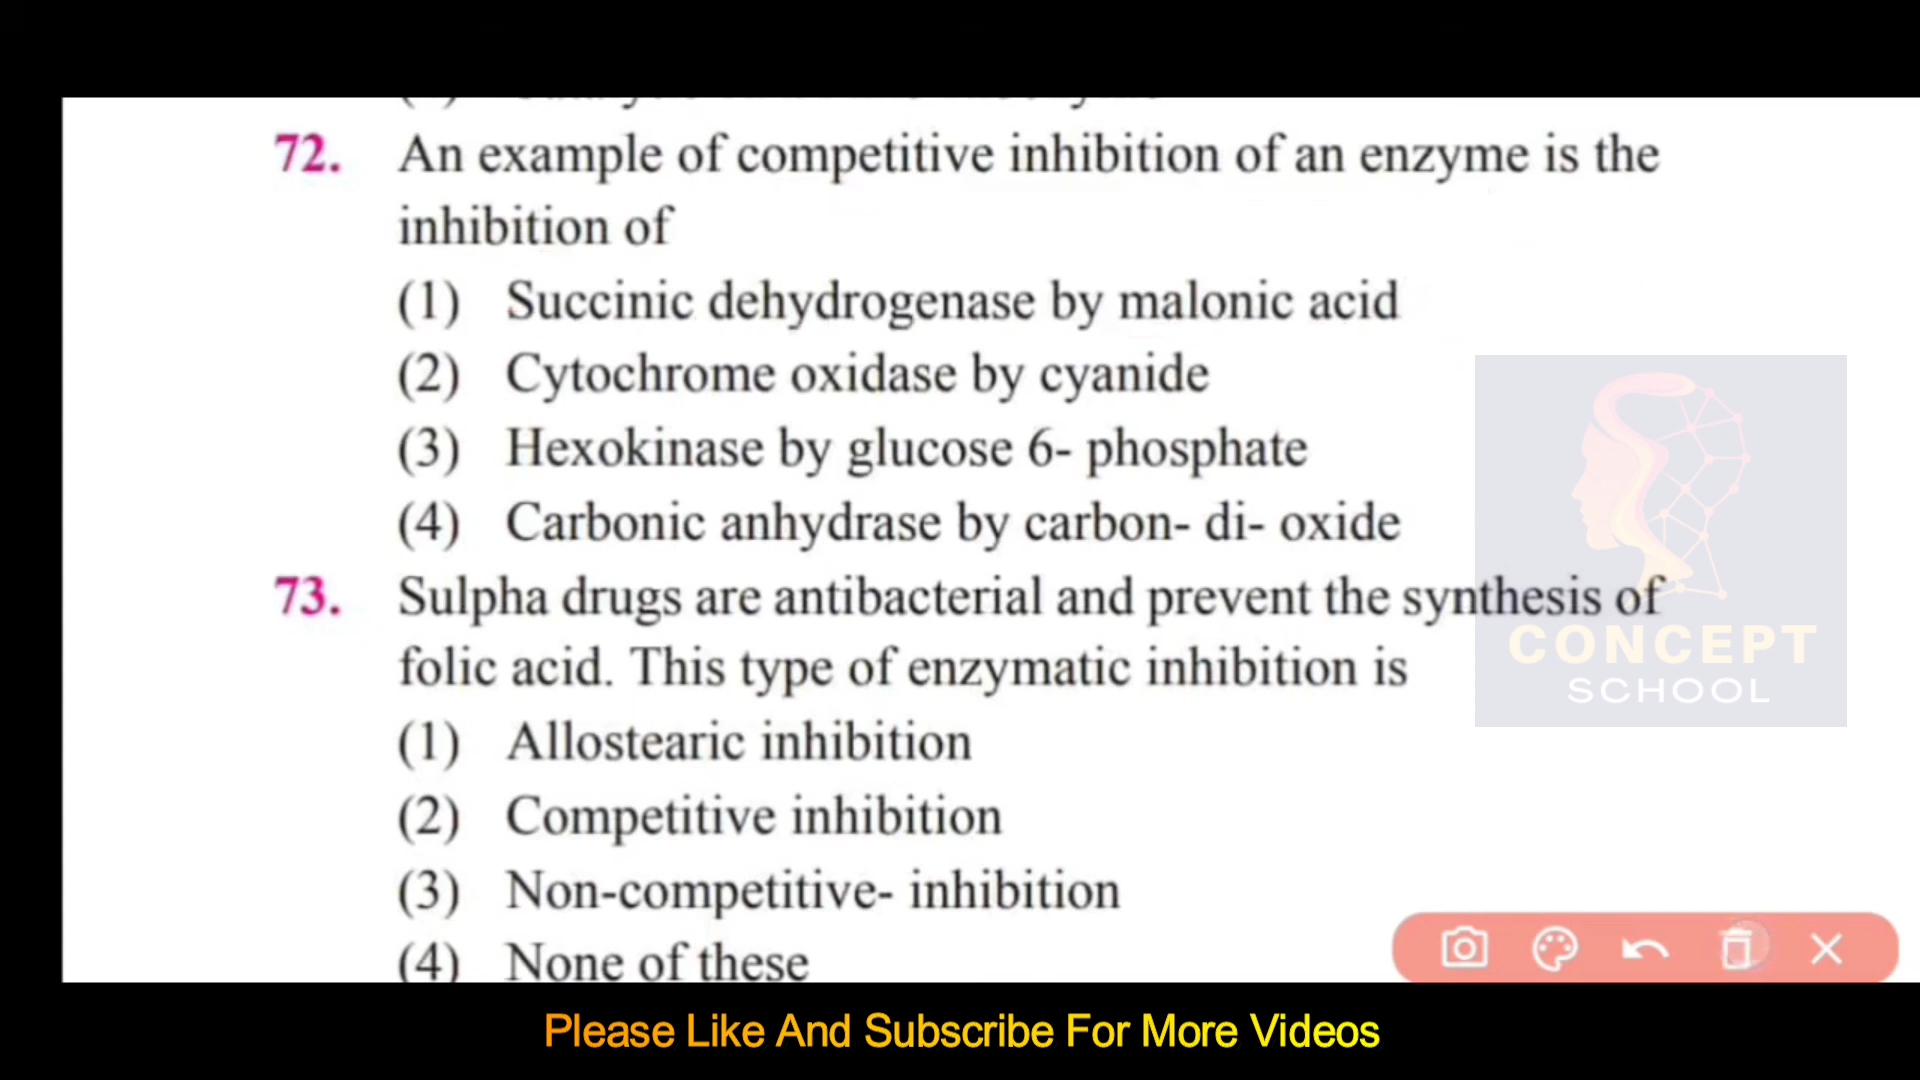 72. An example of competitive inhibition of an enzyme is the
inhibition of
(1) Succinic dehydrogenase by malonic acid
(2) Cytochrome oxidase by cyanide
(3) Hexokinase by glucose 6- phosphate
(4) Carbonic anhydrase by carbon- di- oxide
73. Sulpha drugs are antibacterial and prevent the synthesis of
folic acid. This type of enzymatic inhibition is
(1) Allostearic inhibition
(2) Competitive inhibition
(3) Non-competitive- inhibition
(4) None of these
CONCEPT
SCHOOL
Please Like And Subscribe For More Videos